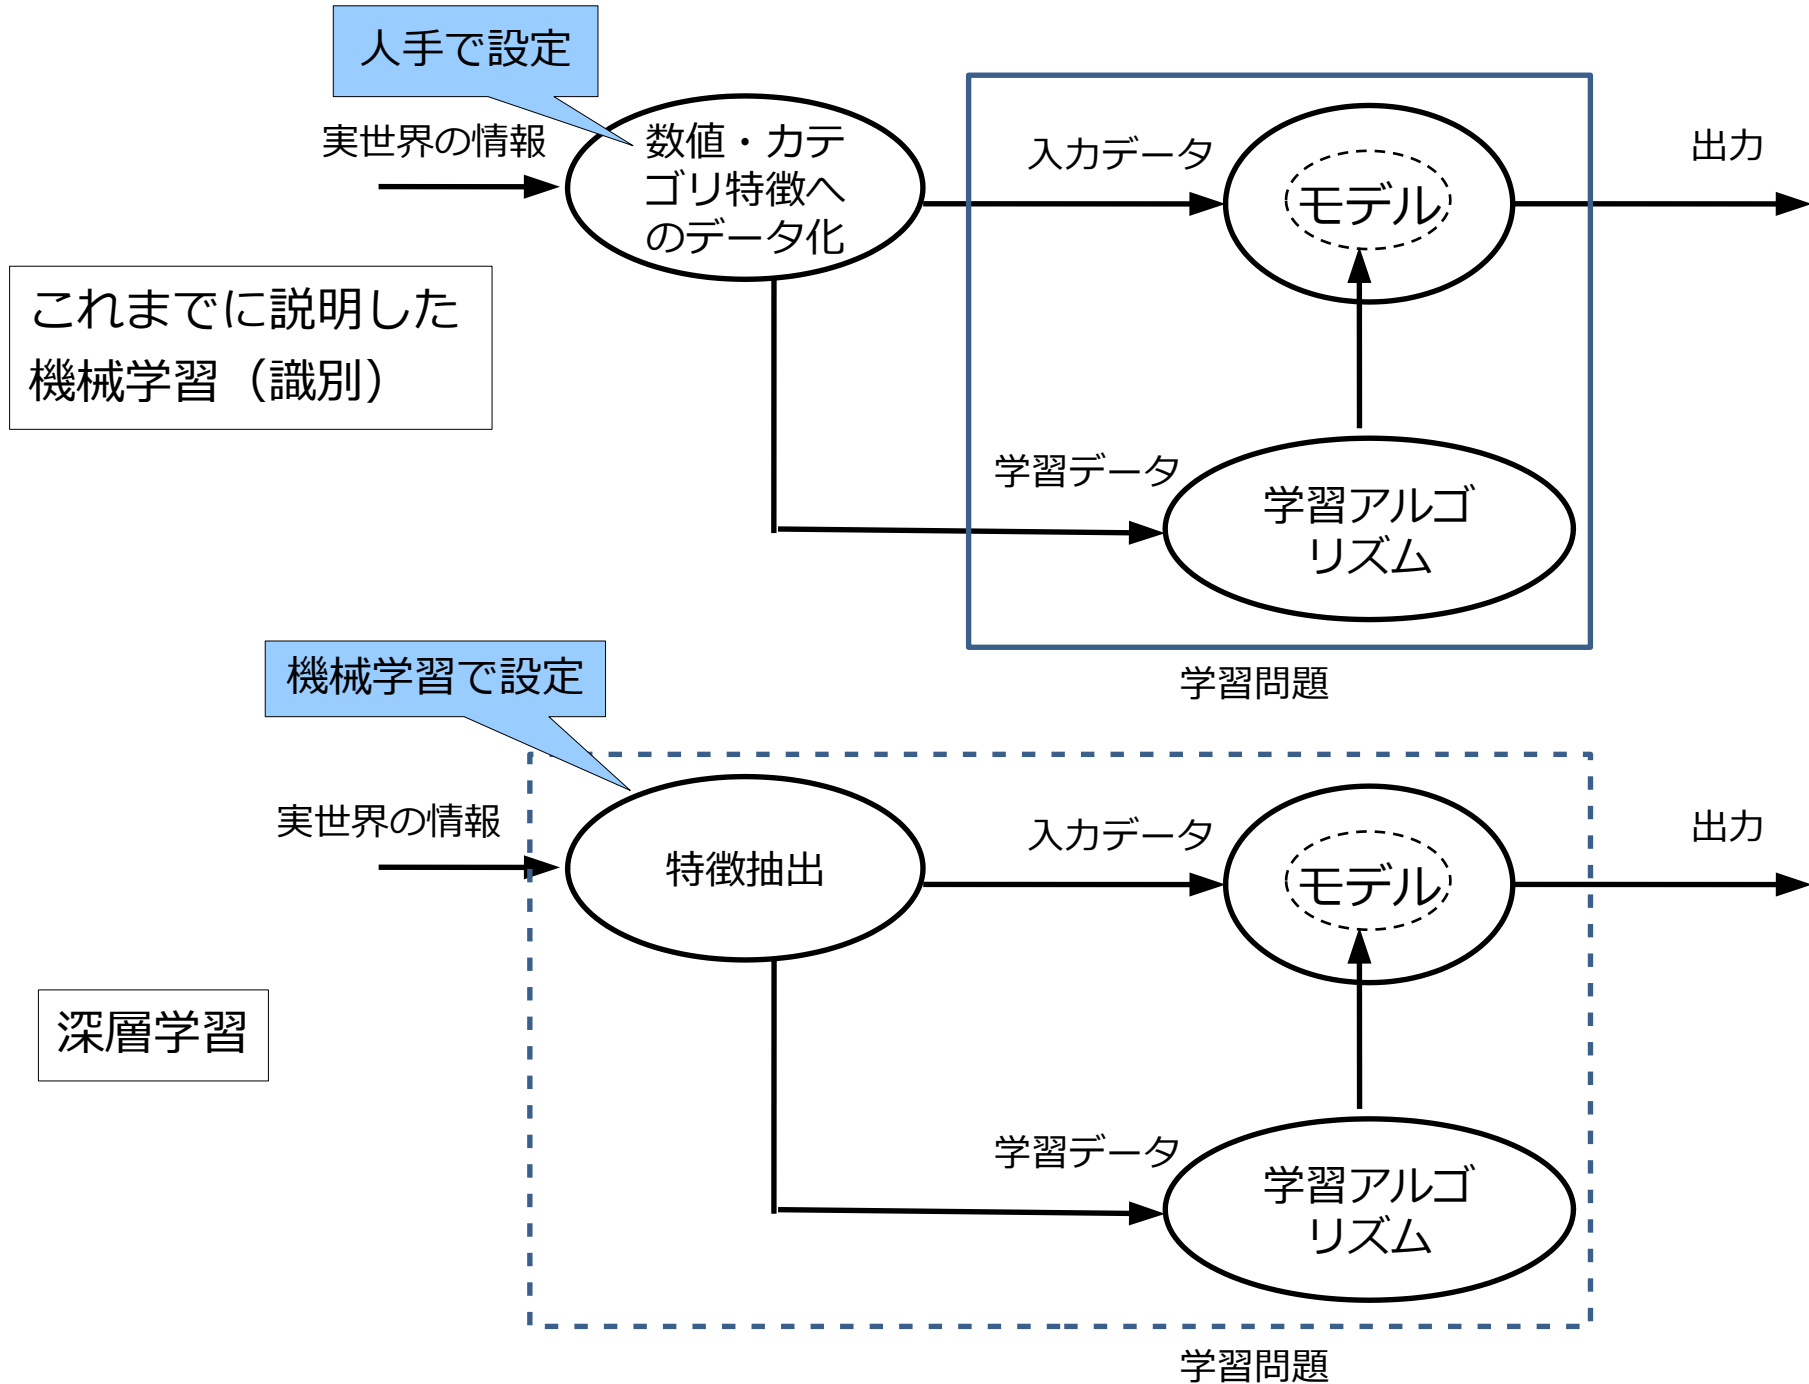 人手で設定
実世界の情報
数値・カテ
ゴリ特徴へ
のデータ化
入力データ
モデル
出力
これまでに説明した
機械学習（識別）
学習データ
学習アルゴ
リズム
学習問題
機械学習で設定
実世界の情報
特徴抽出
入力データ
モデル
出力
深層学習
学習データ
学習アルゴ
リズム
学習問題